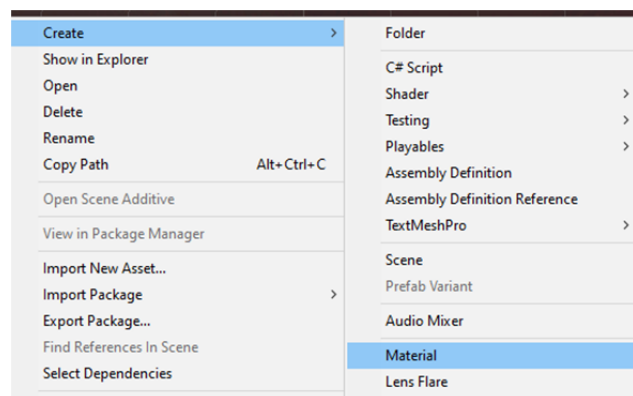 Create
Show in Explorer
Open
Delete
Rename
Copy Path Alt+Ctrl+C
Open Scene Additive
View in Package Manager
Import New Asset...
Import Package
Export Package...
Find References In Scene
Select Dependencies
Folder
C# Script
Shader
Testing
Playables
Assembly Definition
Assembly Definition Reference
TextMeshPro
Scene
Prefab Variant
Audio Mixer
Material
Lens Flare